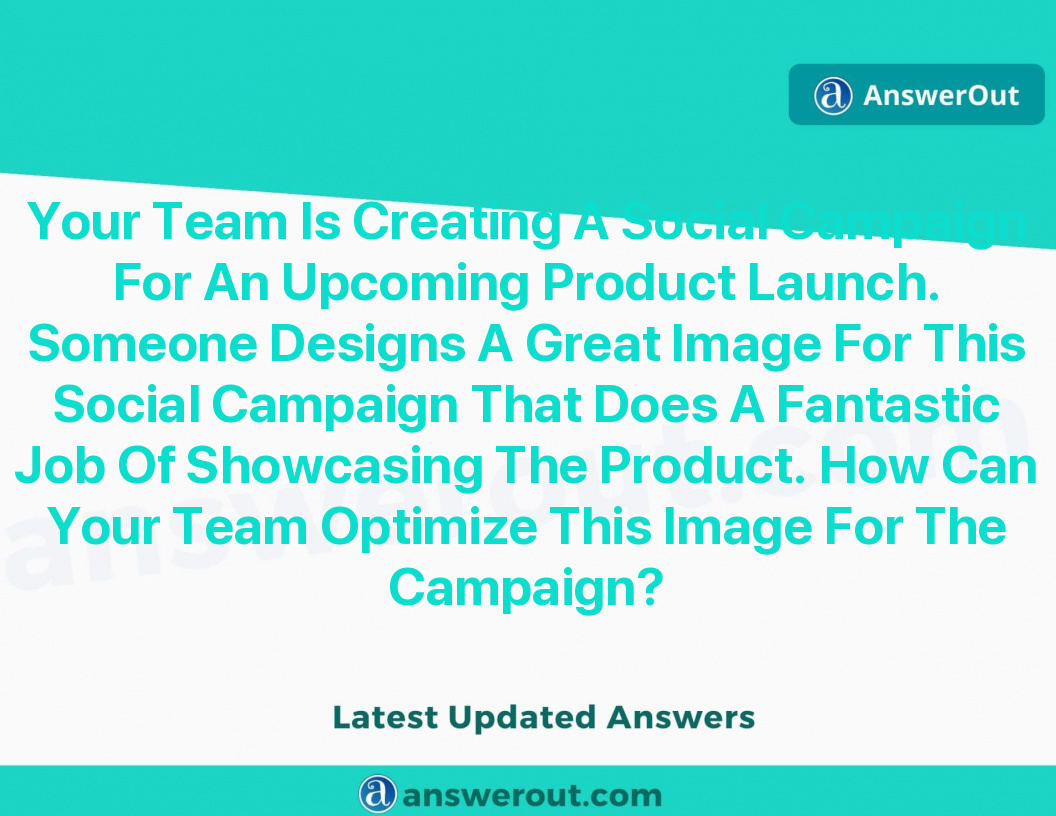 AnswerOut
Your Team Is Creating A Social Campaign
For An Upcoming Product Launch.
Someone Designs A Great Image For This
Social Campaign That Does A Fantastic
Job Of Showcasing The Product. How Can
Your Team Optimize This Image For The
Campaign?
answerout.com
Latest Updated Answers
answerout.com